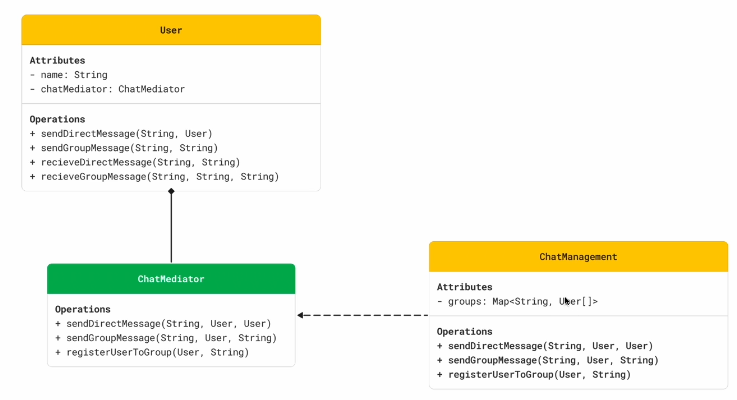 User
Attributes
- name: String
- chatMediator: ChatMediator
Operations
+ sendDirectMessage(String, User)
+ sendGroupMessage(String, String)
+ recieveDirectMessage(String, String)
+ recieveGroupMessage(String, String, String)
ChatMediator
Operations
+ sendDirectMessage(String, User, User)
+ sendGroupMessage(String, User, String)
+ registerUserToGroup(User, String)
ChatManagement
Attributes
- groups: Map<String, User[]>
Operations
+ sendDirectMessage(String, User, User)
+ sendGroupMessage(String, User, String)
+ registerUserToGroup(User, String)